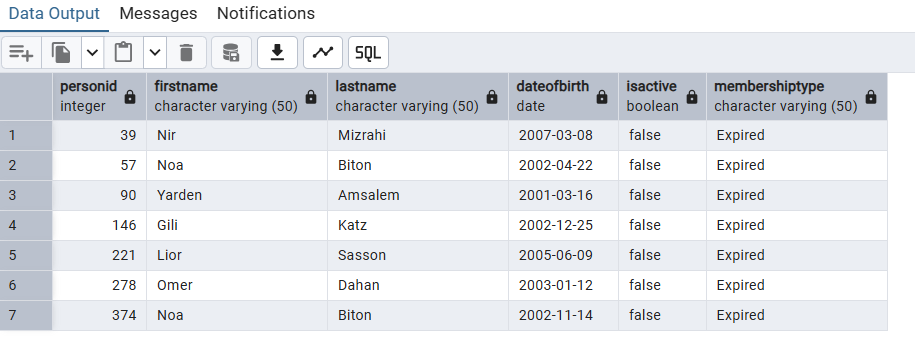 Data Output Messages Notifications
SQL
personid firstname lastname dateofbirth isactive membershiptype
integer character varying (50) character varying (50) date boolean character varying (50)
1 39 Nir Mizrahi 2007-03-08 false Expired
2 57 Noa Biton 2002-04-22 false Expired
3 90 Yarden Amsalem 2001-03-16 false Expired
4 146 Gili Katz 2002-12-25 false Expired
5 221 Lior Sasson 2005-06-09 false Expired
6 278 Omer Dahan 2003-01-12 false Expired
7 374 Noa Biton 2002-11-14 false Expired